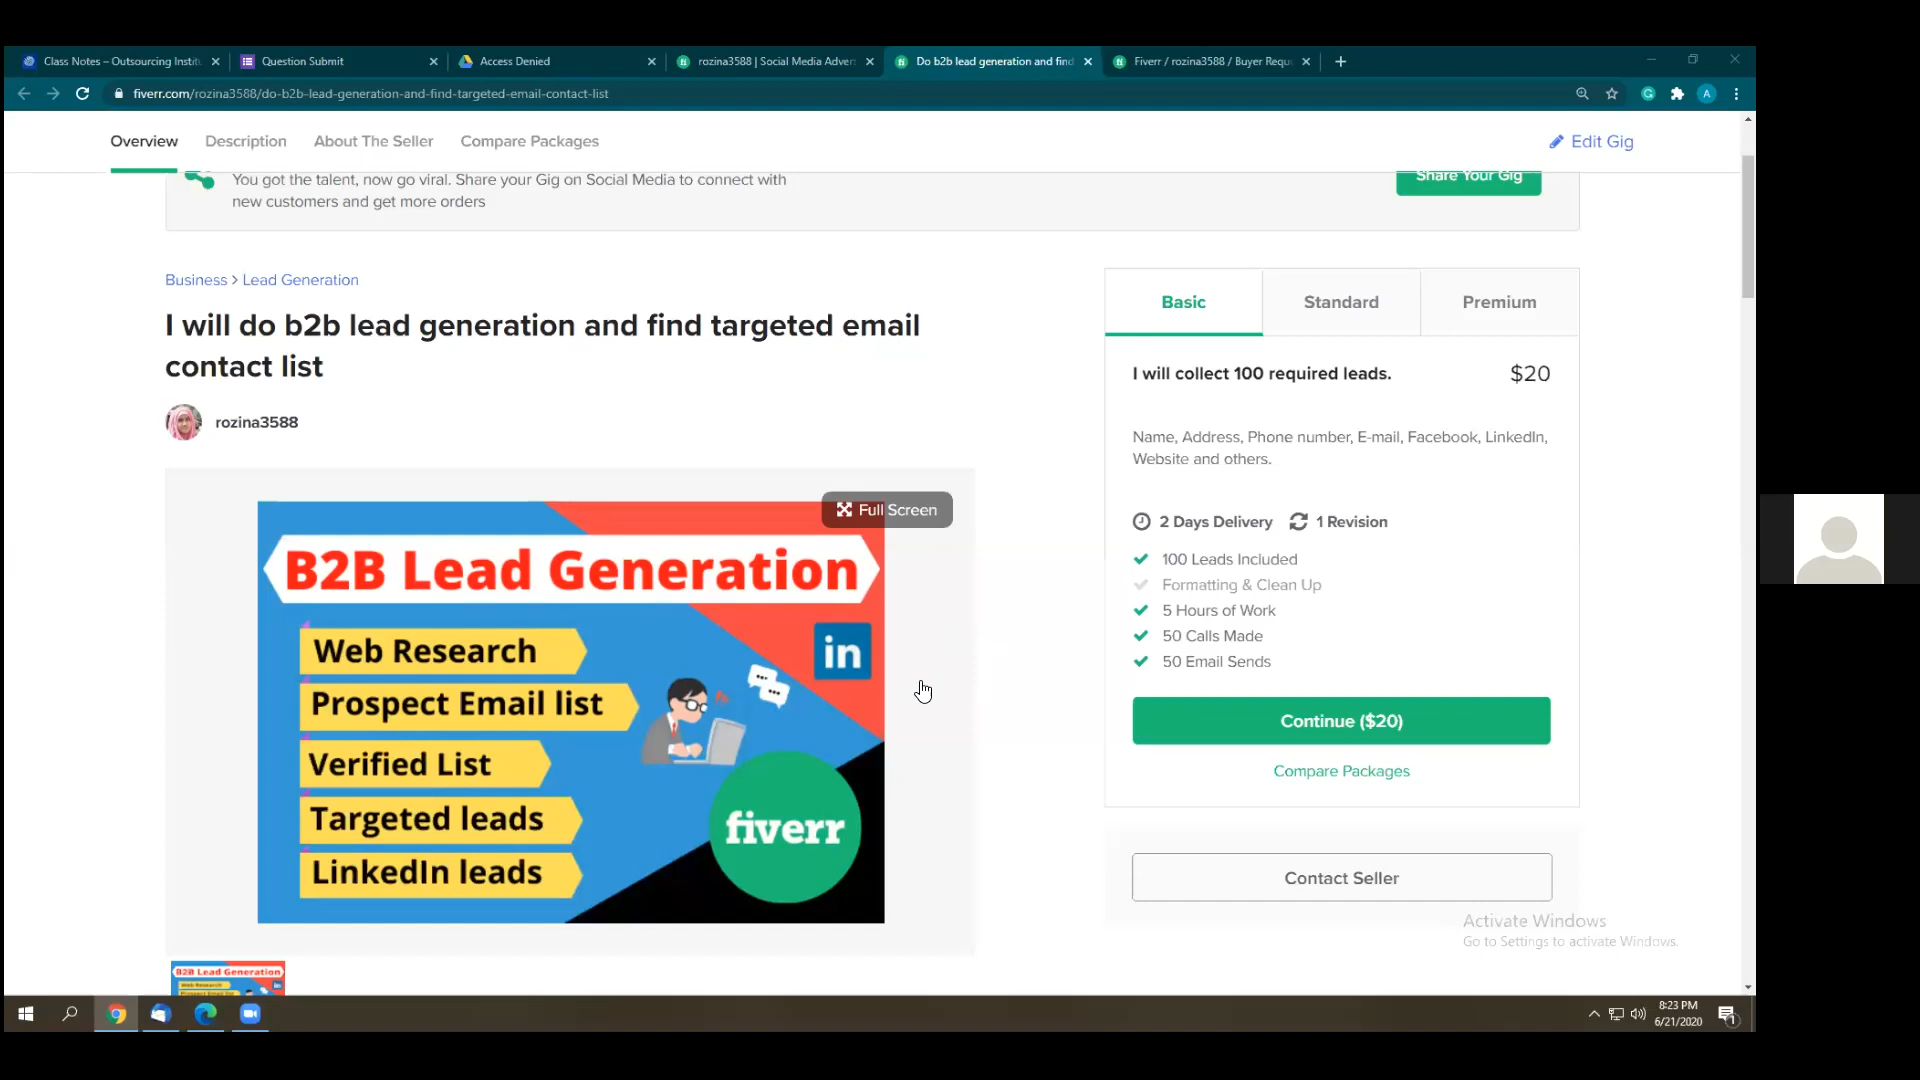 Class Notes – Outsourcing Instit
Question Submit
Access Denied
rozina3588 | Social Media Adver
Do b2b lead generation and find
Fiverr / rozina3588 / Buyer Requ
fiverr.com/rozina3588/do-b2b-lead-generation-and-find-targeted-email-contact-list
A
Overview
Description
About The Seller
Compare Packages
Edit Gig
You got the talent, now go viral. Share your Gig on Social Media to connect with
new customers and get more orders
Share Your Gig
Business > Lead Generation
I will do b2b lead generation and find targeted email
contact list
rozina3588
Full Screen
B2B Lead Generation
Web Research
Prospect Email list
Verified List
Targeted leads
LinkedIn leads
in
fiverr
Basic
Standard
Premium
I will collect 100 required leads.
$20
Name, Address, Phone number, E-mail, Facebook, LinkedIn,
Website and others.
2 Days Delivery
1 Revision
100 Leads Included
Formatting & Clean Up
5 Hours of Work
50 Calls Made
50 Email Sends
Continue ($20)
Compare Packages
Contact Seller
Activate Windows
Go to Settings to activate Windows.
B2B Lead Generation
Web Research
8:23 PM
6/21/2020
1